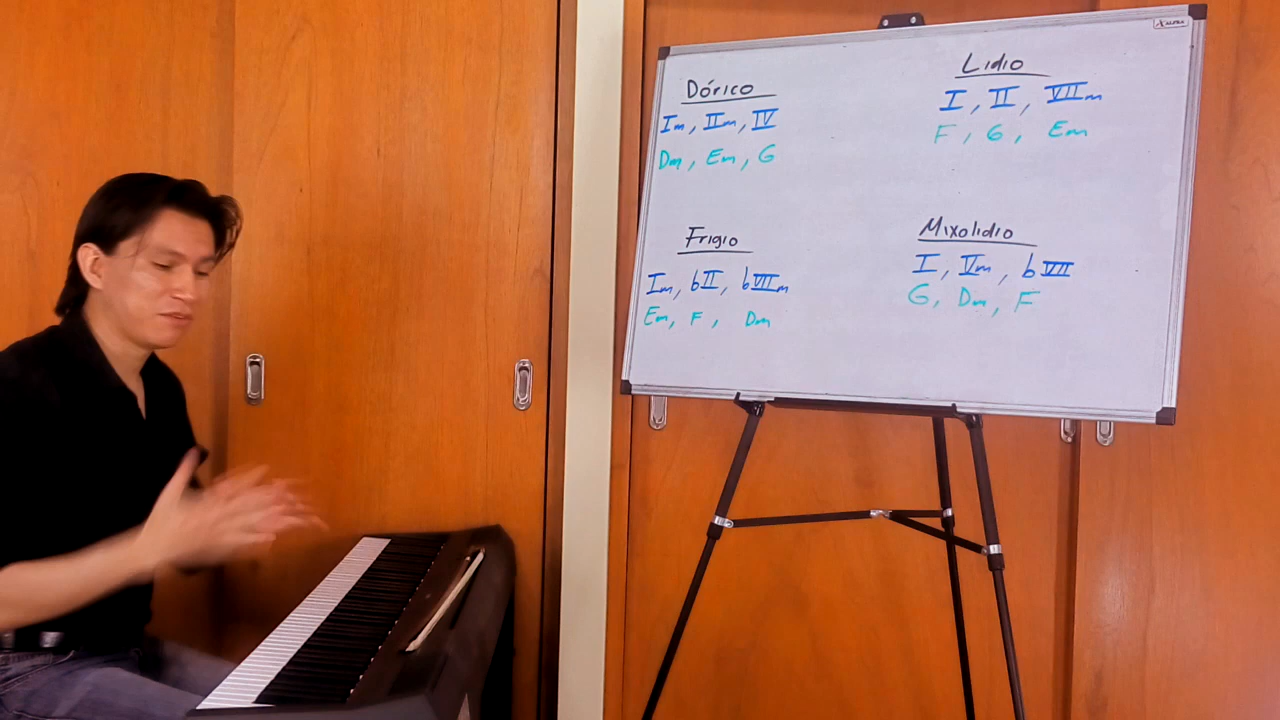 Dórico
Im, IIm, IV
Dm, Em, G
Lidio
I, II, VIIm
F, G, Em
Frigio
Im, bII, bVIIm
Em, F, Dm
Mixolidio
I, Vm, bVII
G, Dm, F